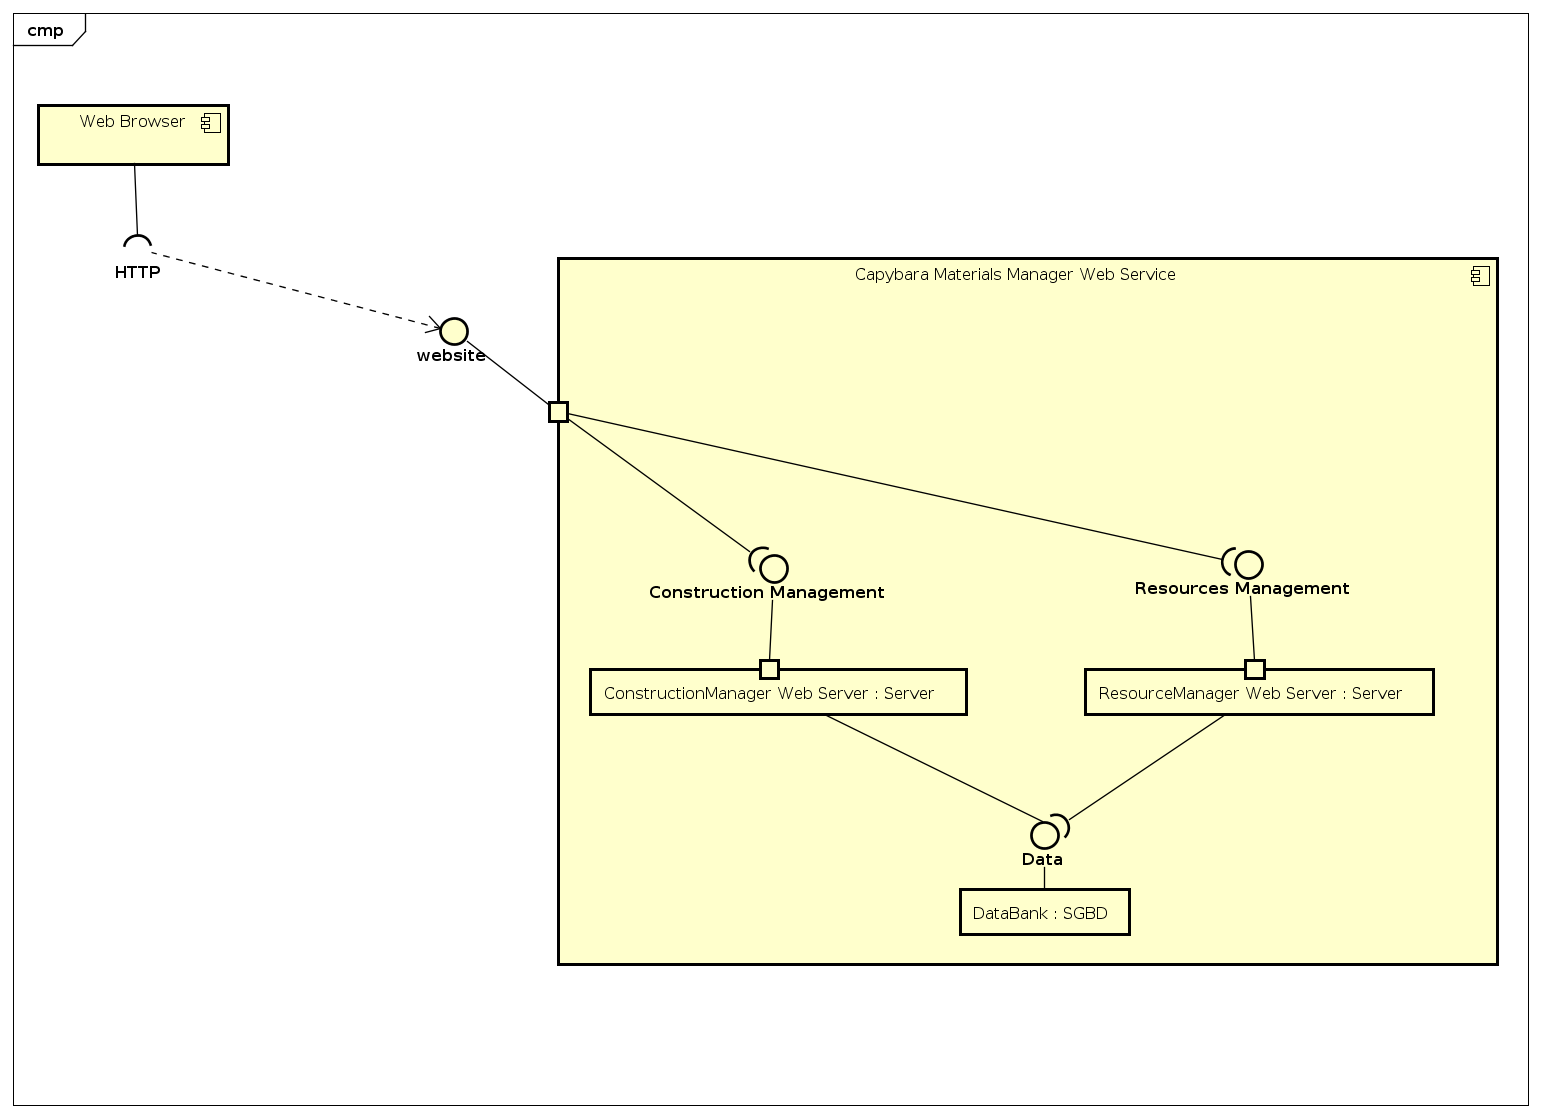 cmp
Web Browser
HTTP
Capybara Materials Manager Web Service
website
Construction Management
Resources Management
ConstructionManager Web Server : Server
ResourceManager Web Server : Server
Data
DataBank : SGBD